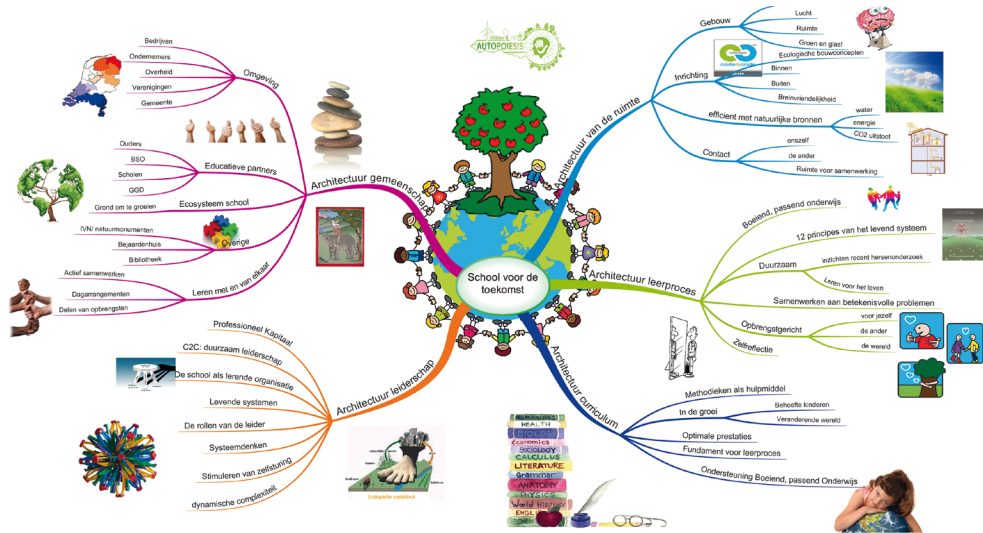 School voor de
toekomst
AUTOPOIESIS
Architectuur van de ruimte
Gebouw
Lucht
Ruimte
Groen en glas!
Inrichting
Ecologische bouwconcepten
Binnen
Buiten
Breinvriendelijkheid
efficient met natuurlijke bronnen
water
energie
CO2 uitstoot
Contact
onszelf
de ander
Ruimte voor samenwerking
Architectuur leerproces
Boeiend, passend onderwijs
Duurzaam
12 principes van het levend systeem
inzichten recent hersenonderzoek
Leren voor het leven
Samenwerken aan betekenisvolle problemen
Opbrengstgericht
voor jezelf
de ander
de wereld
Zelfreflectie
Architectuur curriculum
Methodieken als hulpmiddel
In de groei
Behoefte kinderen
Veranderende wereld
Optimale prestaties
Fundament voor leerproces
Ondersteuning Boeiend, passend Onderwijs
HUMANITIES
HEALTH
Economics
SOCIOLOGY
CALCULUS
LITERATURE
Grammar
ANATOMY
PHYSICS
World History
Architectuur leiderschap
Professioneel Kapitaal
C2C: duurzaam leiderschap
De school als lerende organisatie
Levende systemen
De rollen van de leider
Systeemdenken
Stimuleren van zelfsturing
dynamische complexiteit
Architectuur gemeenschap
Omgeving
Bedrijven
Ondernemers
Overheid
Verenigingen
Gemeente
Educatieve partners
Ouders
BSO
Scholen
GGD
Ecosysteem school
Grond om te groeien
Overige
IVN/ natuurmonumenten
Bejaardenhuis
Bibliotheek
Leren met en van elkaar
Actief samenwerken
Dagarrangementen
Delen van opbrengsten